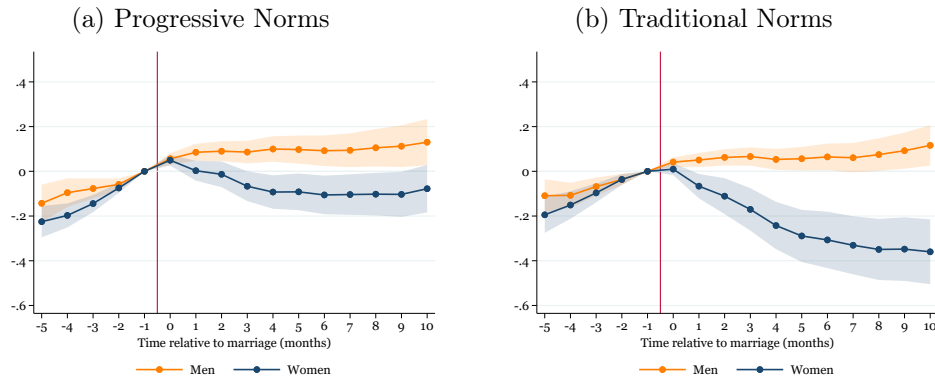 (a) Progressive Norms
.4
.2
0
-.2
-.4
-.6
-5 -4 -3 -2 -1 0 1 2 3 4 5 6 7 8 9 10
Time relative to marriage (months)
Men Women
(b) Traditional Norms
.4
.2
0
-.2
-.4
-.6
-5 -4 -3 -2 -1 0 1 2 3 4 5 6 7 8 9 10
Time relative to marriage (months)
Men Women